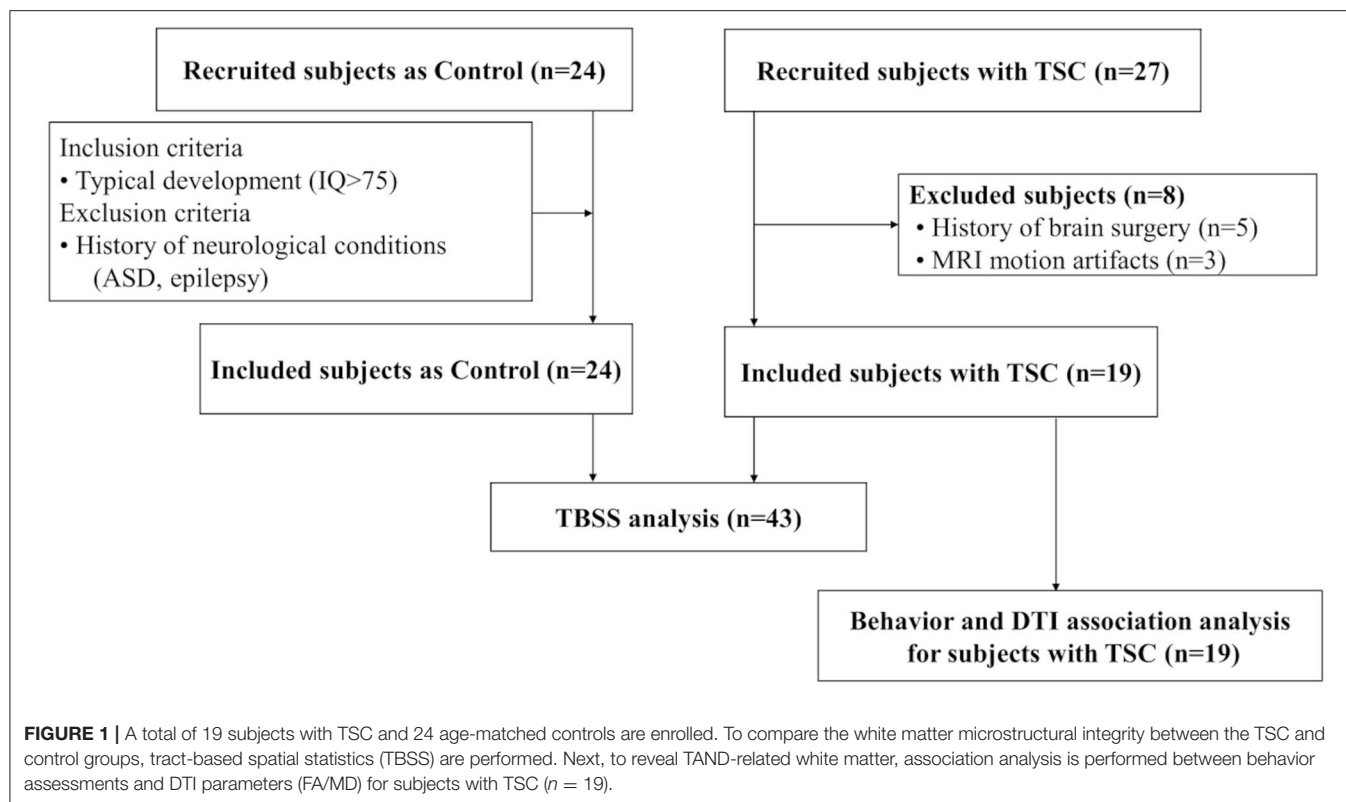 Recruited subjects as Control (n=24)
Recruited subjects with TSC (n=27)
Inclusion criteria
• Typical development (IQ>75)
Exclusion criteria
• History of neurological conditions
(ASD, epilepsy)
Excluded subjects (n=8)
• History of brain surgery (n=5)
• MRI motion artifacts (n=3)
Included subjects as Control (n=24)
Included subjects with TSC (n=19)
TBSS analysis (n=43)
Behavior and DTI association analysis
for subjects with TSC (n=19)
FIGURE 1 | A total of 19 subjects with TSC and 24 age-matched controls are enrolled. To compare the white matter microstructural integrity between the TSC and
control groups, tract-based spatial statistics (TBSS) are performed. Next, to reveal TAND-related white matter, association analysis is performed between behavior
assessments and DTI parameters (FA/MD) for subjects with TSC (n = 19).